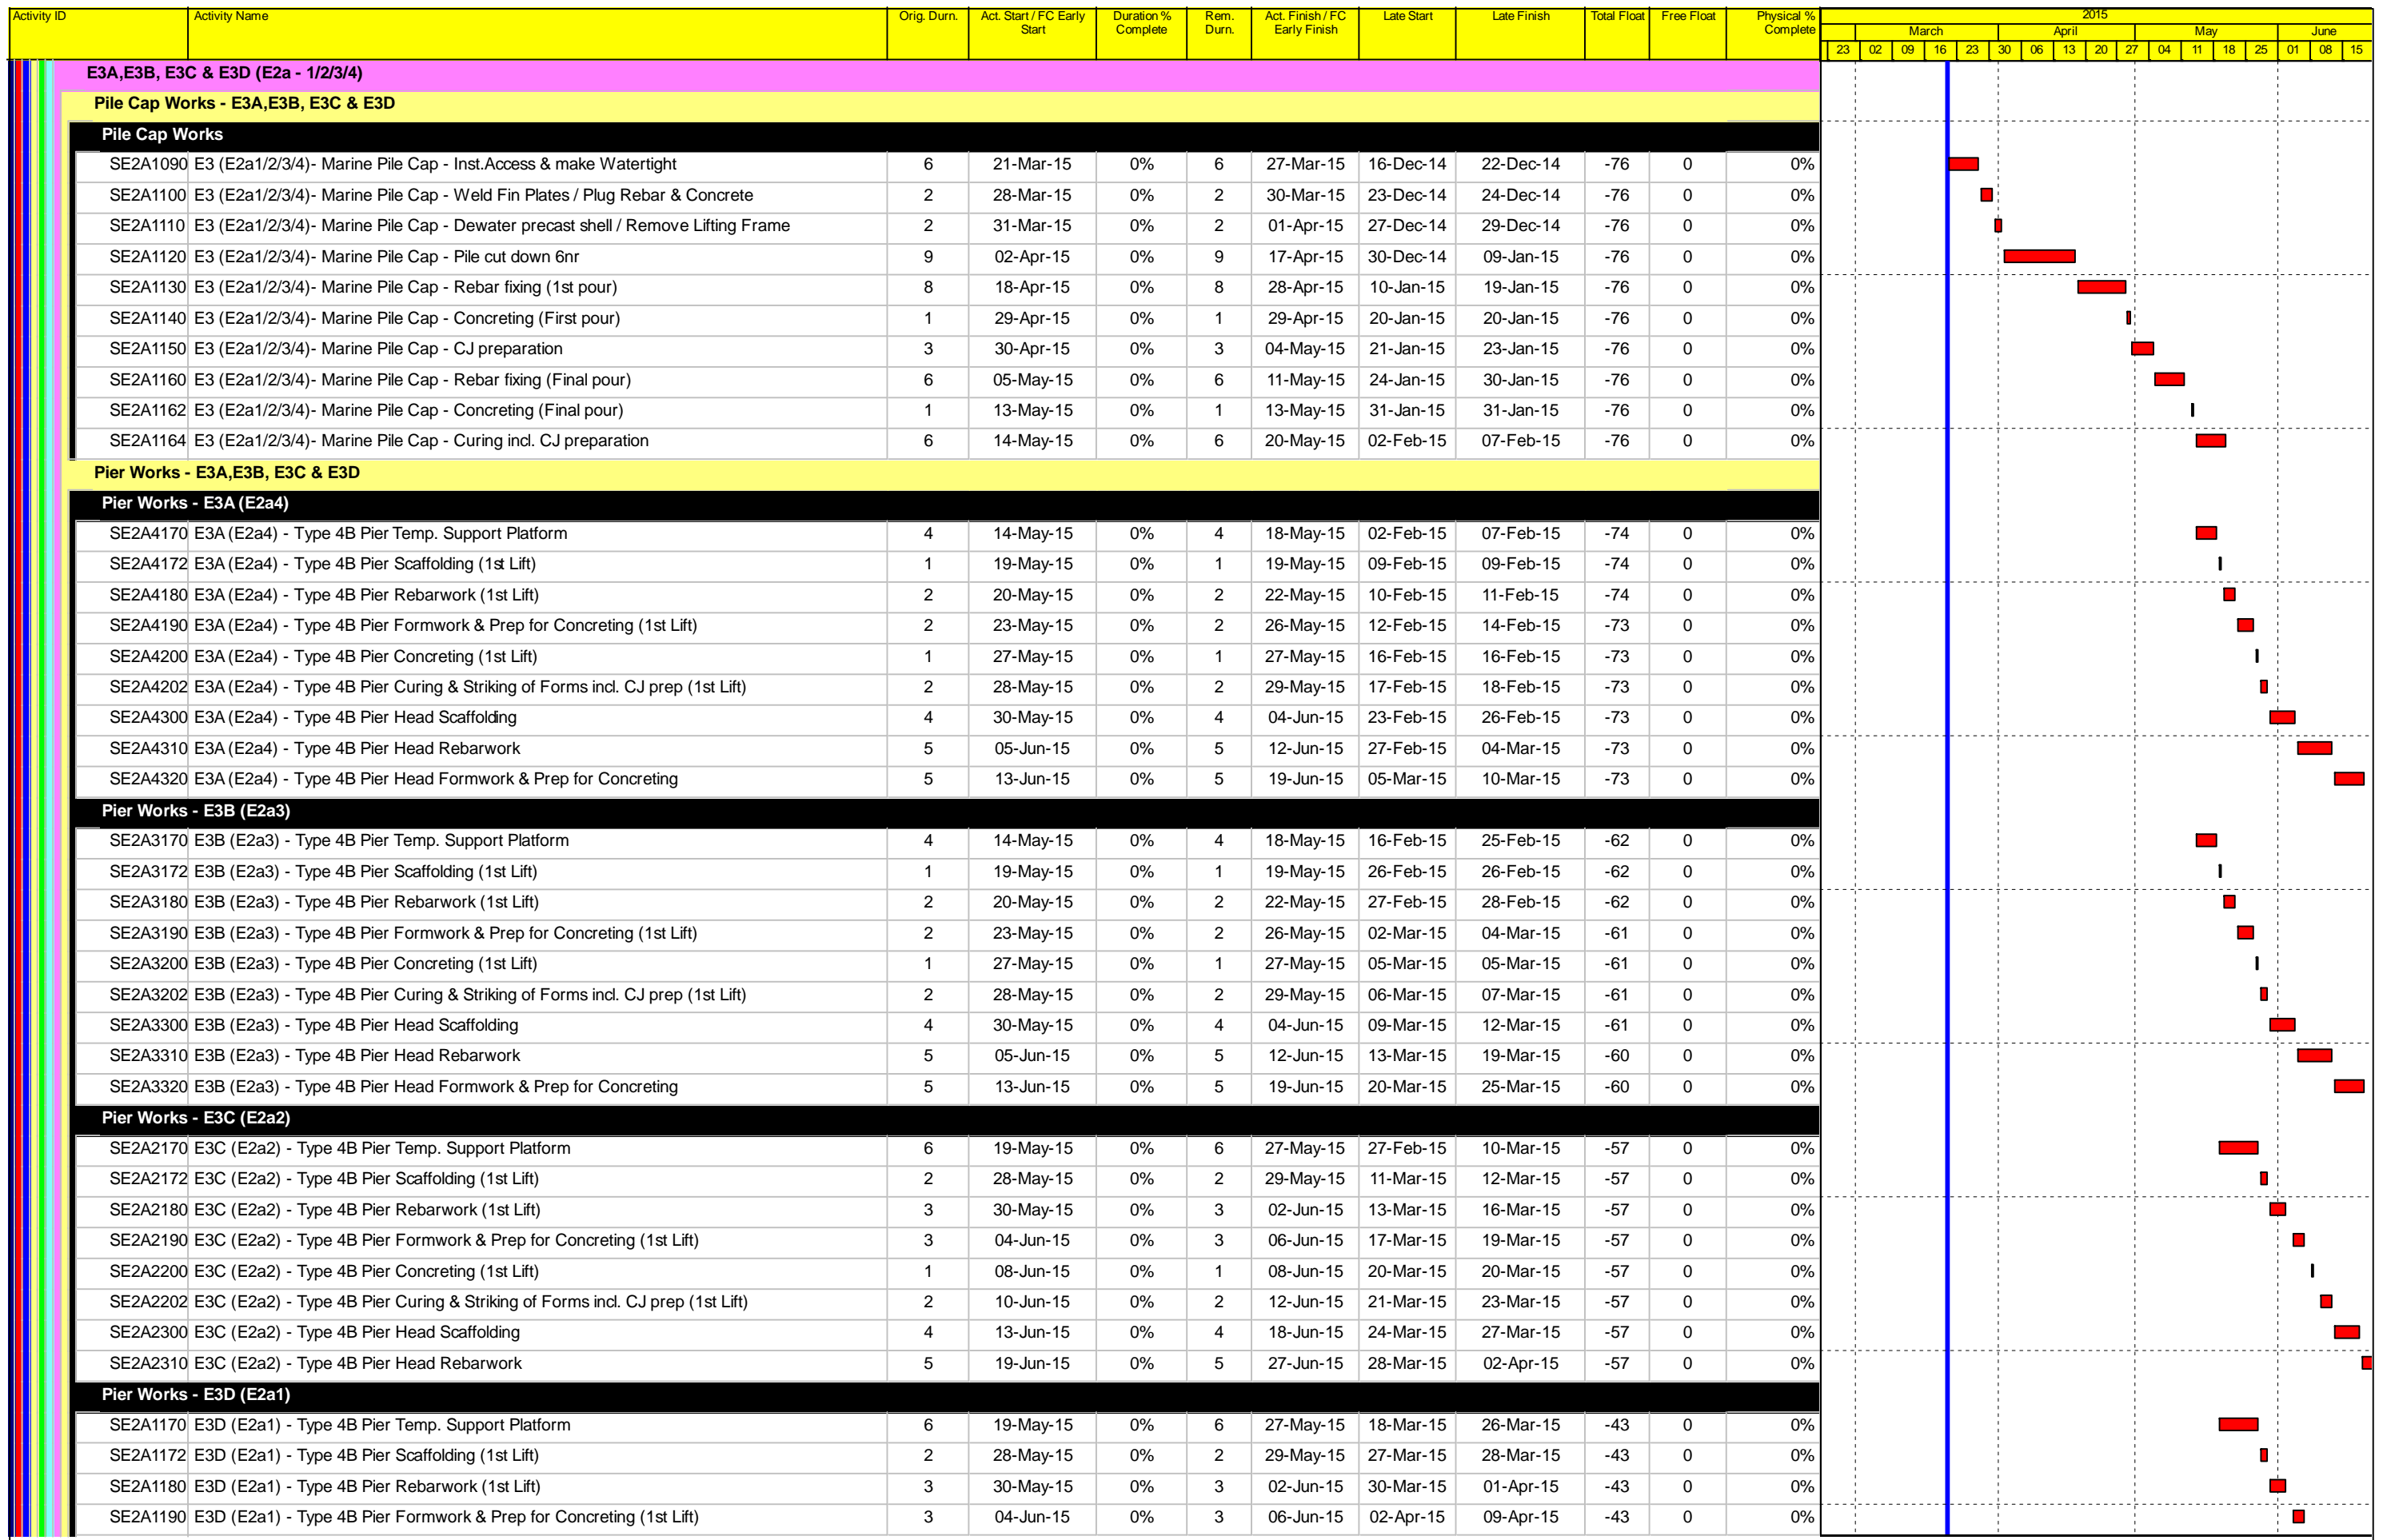 Activity ID Activity Name Orig. Durn. Act. Start / FC Early Start Duration % Complete Rem. Durn. Act. Finish / FC Early Finish Late Start Late Finish Total Float Free Float Physical % Complete
2015
March April May June
23 02 09 16 23 30 06 13 20 27 04 11 18 25 01 08 15
E3A,E3B, E3C & E3D (E2a - 1/2/3/4)
Pile Cap Works - E3A,E3B, E3C & E3D
Pile Cap Works
SE2A1090 E3 (E2a1/2/3/4)- Marine Pile Cap - Inst.Access & make Watertight 6 21-Mar-15 0% 6 27-Mar-15 16-Dec-14 22-Dec-14 -76 0 0%
SE2A1100 E3 (E2a1/2/3/4)- Marine Pile Cap - Weld Fin Plates / Plug Rebar & Concrete 2 28-Mar-15 0% 2 30-Mar-15 23-Dec-14 24-Dec-14 -76 0 0%
SE2A1110 E3 (E2a1/2/3/4)- Marine Pile Cap - Dewater precast shell / Remove Lifting Frame 2 31-Mar-15 0% 2 01-Apr-15 27-Dec-14 29-Dec-14 -76 0 0%
SE2A1120 E3 (E2a1/2/3/4)- Marine Pile Cap - Pile cut down 6nr 9 02-Apr-15 0% 9 17-Apr-15 30-Dec-14 09-Jan-15 -76 0 0%
SE2A1130 E3 (E2a1/2/3/4)- Marine Pile Cap - Rebar fixing (1st pour) 8 18-Apr-15 0% 8 28-Apr-15 10-Jan-15 19-Jan-15 -76 0 0%
SE2A1140 E3 (E2a1/2/3/4)- Marine Pile Cap - Concreting (First pour) 1 29-Apr-15 0% 1 29-Apr-15 20-Jan-15 20-Jan-15 -76 0 0%
SE2A1150 E3 (E2a1/2/3/4)- Marine Pile Cap - CJ preparation 3 30-Apr-15 0% 3 04-May-15 21-Jan-15 23-Jan-15 -76 0 0%
SE2A1160 E3 (E2a1/2/3/4)- Marine Pile Cap - Rebar fixing (Final pour) 6 05-May-15 0% 6 11-May-15 24-Jan-15 30-Jan-15 -76 0 0%
SE2A1162 E3 (E2a1/2/3/4)- Marine Pile Cap - Concreting (Final pour) 1 13-May-15 0% 1 13-May-15 31-Jan-15 31-Jan-15 -76 0 0%
SE2A1164 E3 (E2a1/2/3/4)- Marine Pile Cap - Curing incl. CJ preparation 6 14-May-15 0% 6 20-May-15 02-Feb-15 07-Feb-15 -76 0 0%
Pier Works - E3A,E3B, E3C & E3D
Pier Works - E3A (E2a4)
SE2A4170 E3A (E2a4) - Type 4B Pier Temp. Support Platform 4 14-May-15 0% 4 18-May-15 02-Feb-15 07-Feb-15 -74 0 0%
SE2A4172 E3A (E2a4) - Type 4B Pier Scaffolding (1st Lift) 1 19-May-15 0% 1 19-May-15 09-Feb-15 09-Feb-15 -74 0 0%
SE2A4180 E3A (E2a4) - Type 4B Pier Rebarwork (1st Lift) 2 20-May-15 0% 2 22-May-15 10-Feb-15 11-Feb-15 -74 0 0%
SE2A4190 E3A (E2a4) - Type 4B Pier Formwork & Prep for Concreting (1st Lift) 2 23-May-15 0% 2 26-May-15 12-Feb-15 14-Feb-15 -73 0 0%
SE2A4200 E3A (E2a4) - Type 4B Pier Concreting (1st Lift) 1 27-May-15 0% 1 27-May-15 16-Feb-15 16-Feb-15 -73 0 0%
SE2A4202 E3A (E2a4) - Type 4B Pier Curing & Striking of Forms incl. CJ prep (1st Lift) 2 28-May-15 0% 2 29-May-15 17-Feb-15 18-Feb-15 -73 0 0%
SE2A4300 E3A (E2a4) - Type 4B Pier Head Scaffolding 4 30-May-15 0% 4 04-Jun-15 23-Feb-15 26-Feb-15 -73 0 0%
SE2A4310 E3A (E2a4) - Type 4B Pier Head Rebarwork 5 05-Jun-15 0% 5 12-Jun-15 27-Feb-15 04-Mar-15 -73 0 0%
SE2A4320 E3A (E2a4) - Type 4B Pier Head Formwork & Prep for Concreting 5 13-Jun-15 0% 5 19-Jun-15 05-Mar-15 10-Mar-15 -73 0 0%
Pier Works - E3B (E2a3)
SE2A3170 E3B (E2a3) - Type 4B Pier Temp. Support Platform 4 14-May-15 0% 4 18-May-15 16-Feb-15 25-Feb-15 -62 0 0%
SE2A3172 E3B (E2a3) - Type 4B Pier Scaffolding (1st Lift) 1 19-May-15 0% 1 19-May-15 26-Feb-15 26-Feb-15 -62 0 0%
SE2A3180 E3B (E2a3) - Type 4B Pier Rebarwork (1st Lift) 2 20-May-15 0% 2 22-May-15 27-Feb-15 28-Feb-15 -62 0 0%
SE2A3190 E3B (E2a3) - Type 4B Pier Formwork & Prep for Concreting (1st Lift) 2 23-May-15 0% 2 26-May-15 02-Mar-15 04-Mar-15 -61 0 0%
SE2A3200 E3B (E2a3) - Type 4B Pier Concreting (1st Lift) 1 27-May-15 0% 1 27-May-15 05-Mar-15 05-Mar-15 -61 0 0%
SE2A3202 E3B (E2a3) - Type 4B Pier Curing & Striking of Forms incl. CJ prep (1st Lift) 2 28-May-15 0% 2 29-May-15 06-Mar-15 07-Mar-15 -61 0 0%
SE2A3300 E3B (E2a3) - Type 4B Pier Head Scaffolding 4 30-May-15 0% 4 04-Jun-15 09-Mar-15 12-Mar-15 -61 0 0%
SE2A3310 E3B (E2a3) - Type 4B Pier Head Rebarwork 5 05-Jun-15 0% 5 12-Jun-15 13-Mar-15 19-Mar-15 -60 0 0%
SE2A3320 E3B (E2a3) - Type 4B Pier Head Formwork & Prep for Concreting 5 13-Jun-15 0% 5 19-Jun-15 20-Mar-15 25-Mar-15 -60 0 0%
Pier Works - E3C (E2a2)
SE2A2170 E3C (E2a2) - Type 4B Pier Temp. Support Platform 6 19-May-15 0% 6 27-May-15 27-Feb-15 10-Mar-15 -57 0 0%
SE2A2172 E3C (E2a2) - Type 4B Pier Scaffolding (1st Lift) 2 28-May-15 0% 2 29-May-15 11-Mar-15 12-Mar-15 -57 0 0%
SE2A2180 E3C (E2a2) - Type 4B Pier Rebarwork (1st Lift) 3 30-May-15 0% 3 02-Jun-15 13-Mar-15 16-Mar-15 -57 0 0%
SE2A2190 E3C (E2a2) - Type 4B Pier Formwork & Prep for Concreting (1st Lift) 3 04-Jun-15 0% 3 06-Jun-15 17-Mar-15 19-Mar-15 -57 0 0%
SE2A2200 E3C (E2a2) - Type 4B Pier Concreting (1st Lift) 1 08-Jun-15 0% 1 08-Jun-15 20-Mar-15 20-Mar-15 -57 0 0%
SE2A2202 E3C (E2a2) - Type 4B Pier Curing & Striking of Forms incl. CJ prep (1st Lift) 2 10-Jun-15 0% 2 12-Jun-15 21-Mar-15 23-Mar-15 -57 0 0%
SE2A2300 E3C (E2a2) - Type 4B Pier Head Scaffolding 4 13-Jun-15 0% 4 18-Jun-15 24-Mar-15 27-Mar-15 -57 0 0%
SE2A2310 E3C (E2a2) - Type 4B Pier Head Rebarwork 5 19-Jun-15 0% 5 27-Jun-15 28-Mar-15 02-Apr-15 -57 0 0%
Pier Works - E3D (E2a1)
SE2A1170 E3D (E2a1) - Type 4B Pier Temp. Support Platform 6 19-May-15 0% 6 27-May-15 18-Mar-15 26-Mar-15 -43 0 0%
SE2A1172 E3D (E2a1) - Type 4B Pier Scaffolding (1st Lift) 2 28-May-15 0% 2 29-May-15 27-Mar-15 28-Mar-15 -43 0 0%
SE2A1180 E3D (E2a1) - Type 4B Pier Rebarwork (1st Lift) 3 30-May-15 0% 3 02-Jun-15 30-Mar-15 01-Apr-15 -43 0 0%
SE2A1190 E3D (E2a1) - Type 4B Pier Formwork & Prep for Concreting (1st Lift) 3 04-Jun-15 0% 3 06-Jun-15 02-Apr-15 09-Apr-15 -43 0 0%